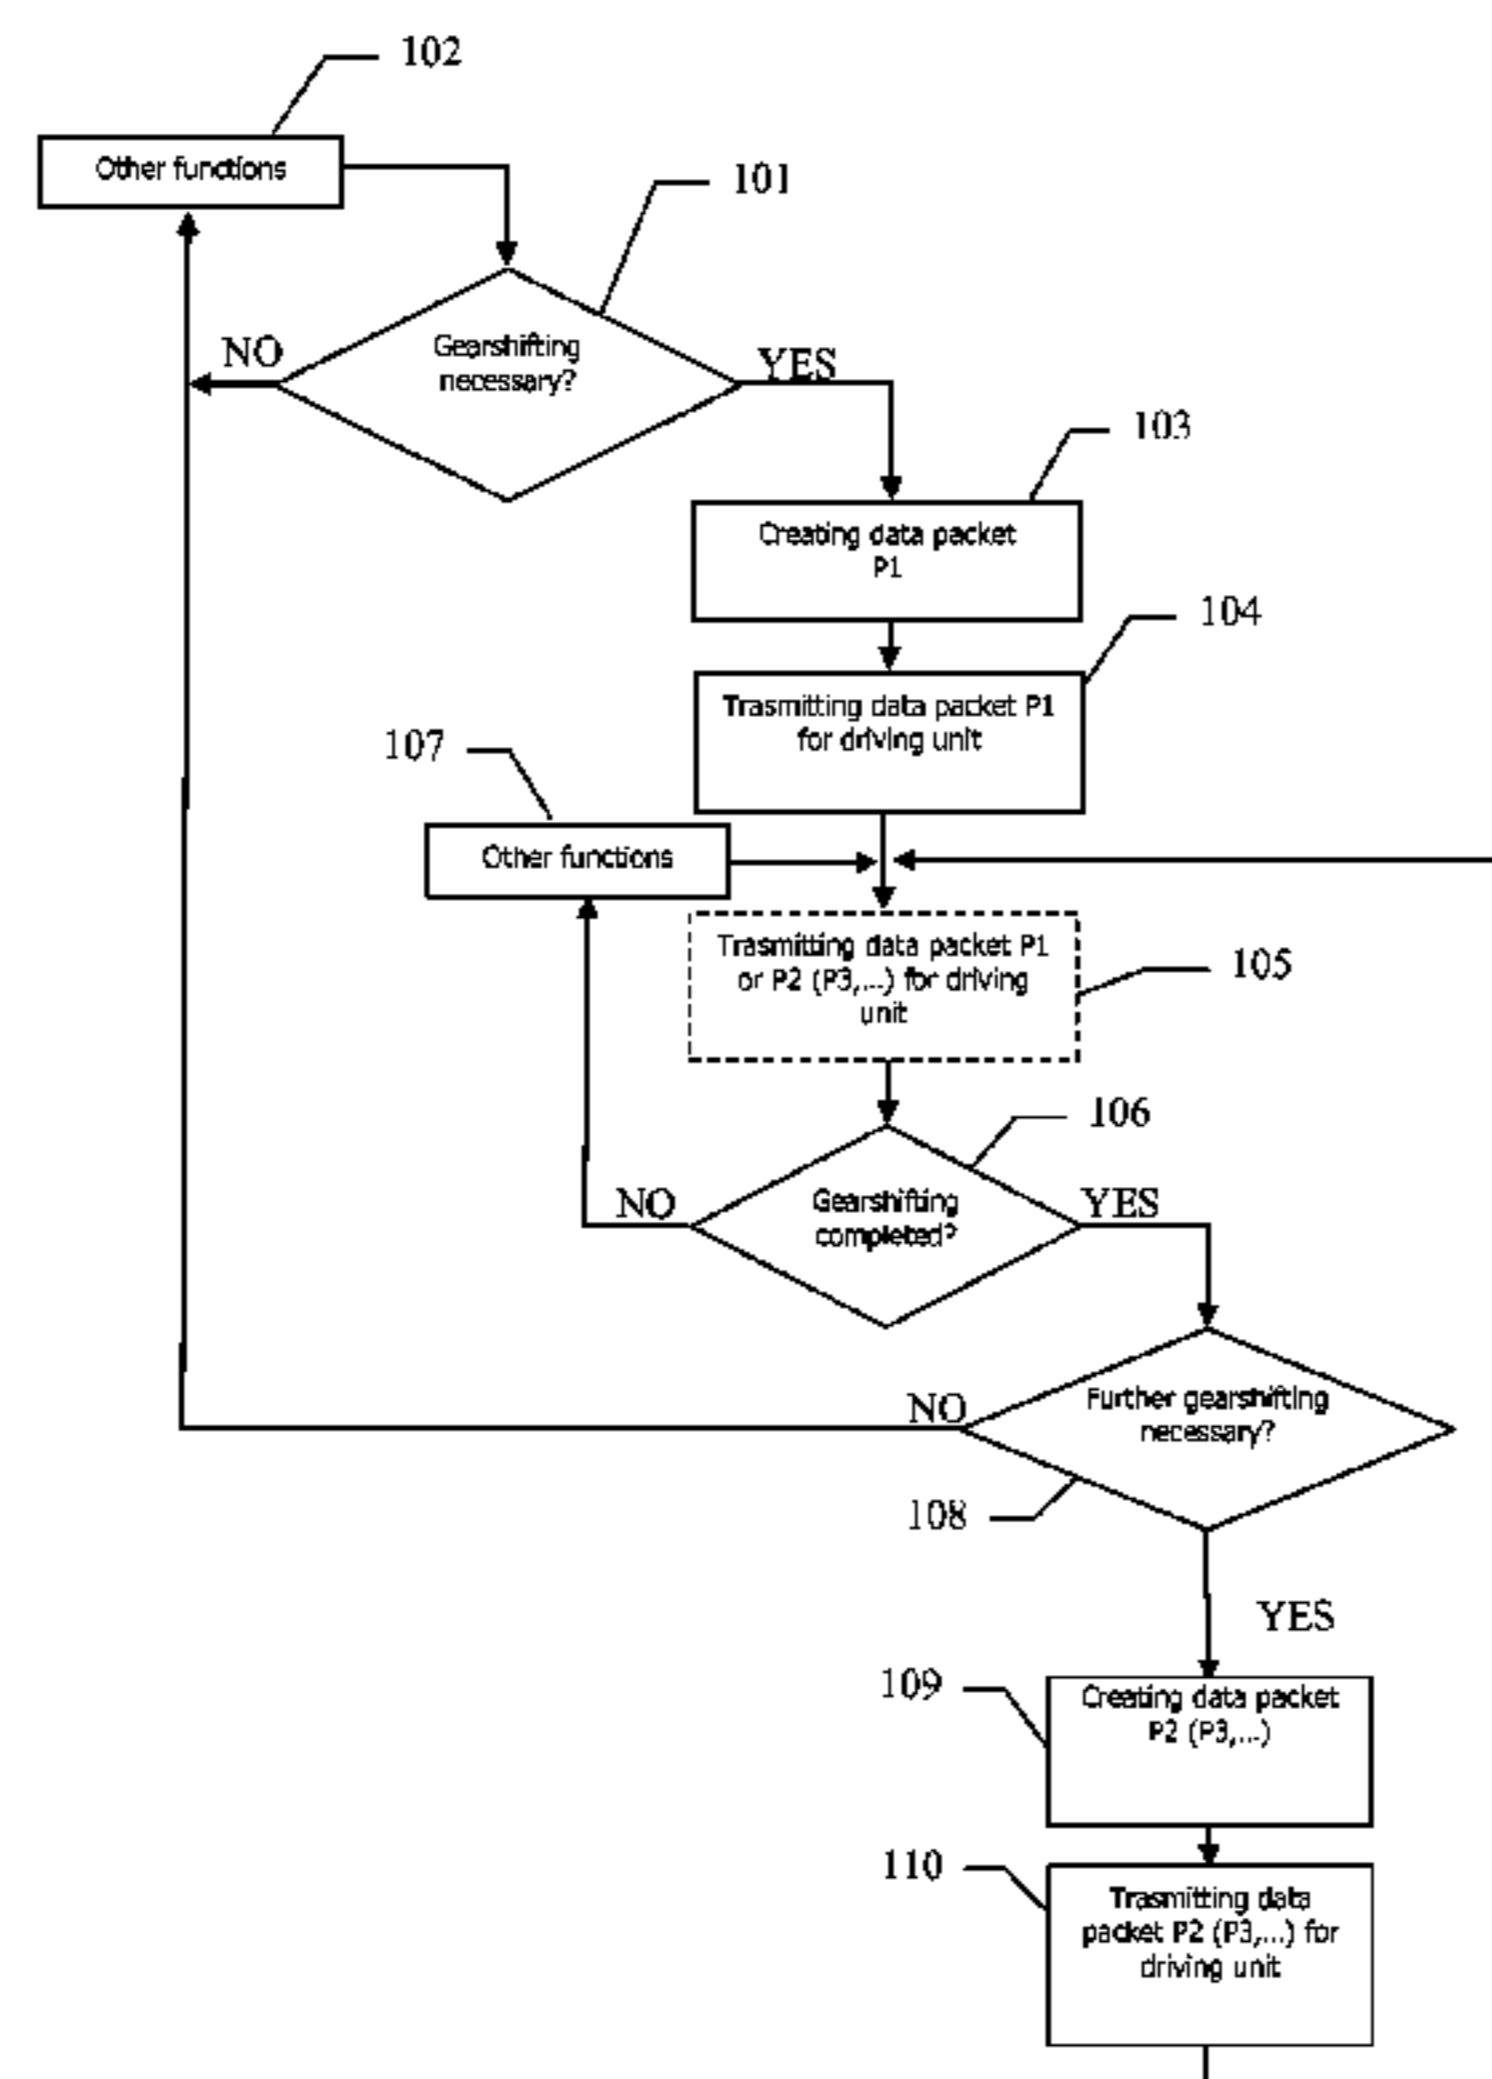 102
Other functions
101
NO
Gearshifting
necessary?
YES
103
Creating data packet
P1
104
Trasmitting data packet P1
for driving unit
107
Other functions
Trasmitting data packet P1
or P2 (P3,...) for driving
unit
105
106
NO
Gearshifting
completed?
YES
NO
Further gearshifting
necessary?
108
YES
109
Creating data packet
P2 (P3,...)
110
Trasmitting data
packet P2 (P3,...) for
driving unit